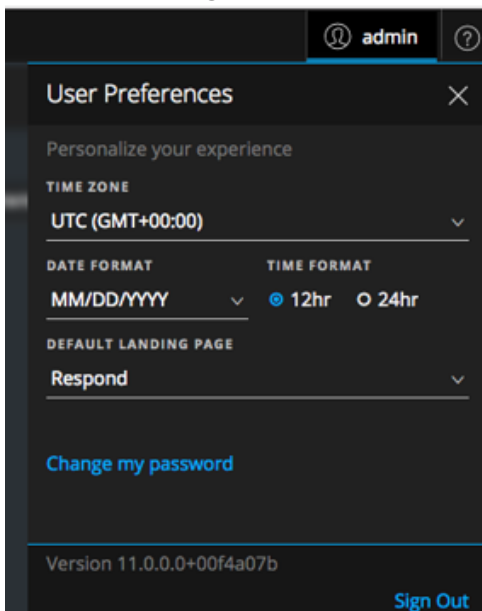 admin ?
User Preferences
Personalize your experience
TIME ZONE
UTC (GMT+00:00)
DATE FORMAT TIME FORMAT
MM/DD/YYYY 12hr 24hr
DEFAULT LANDING PAGE
Respond
Change my password
Version 11.0.0.0+00f4a07b
Sign Out